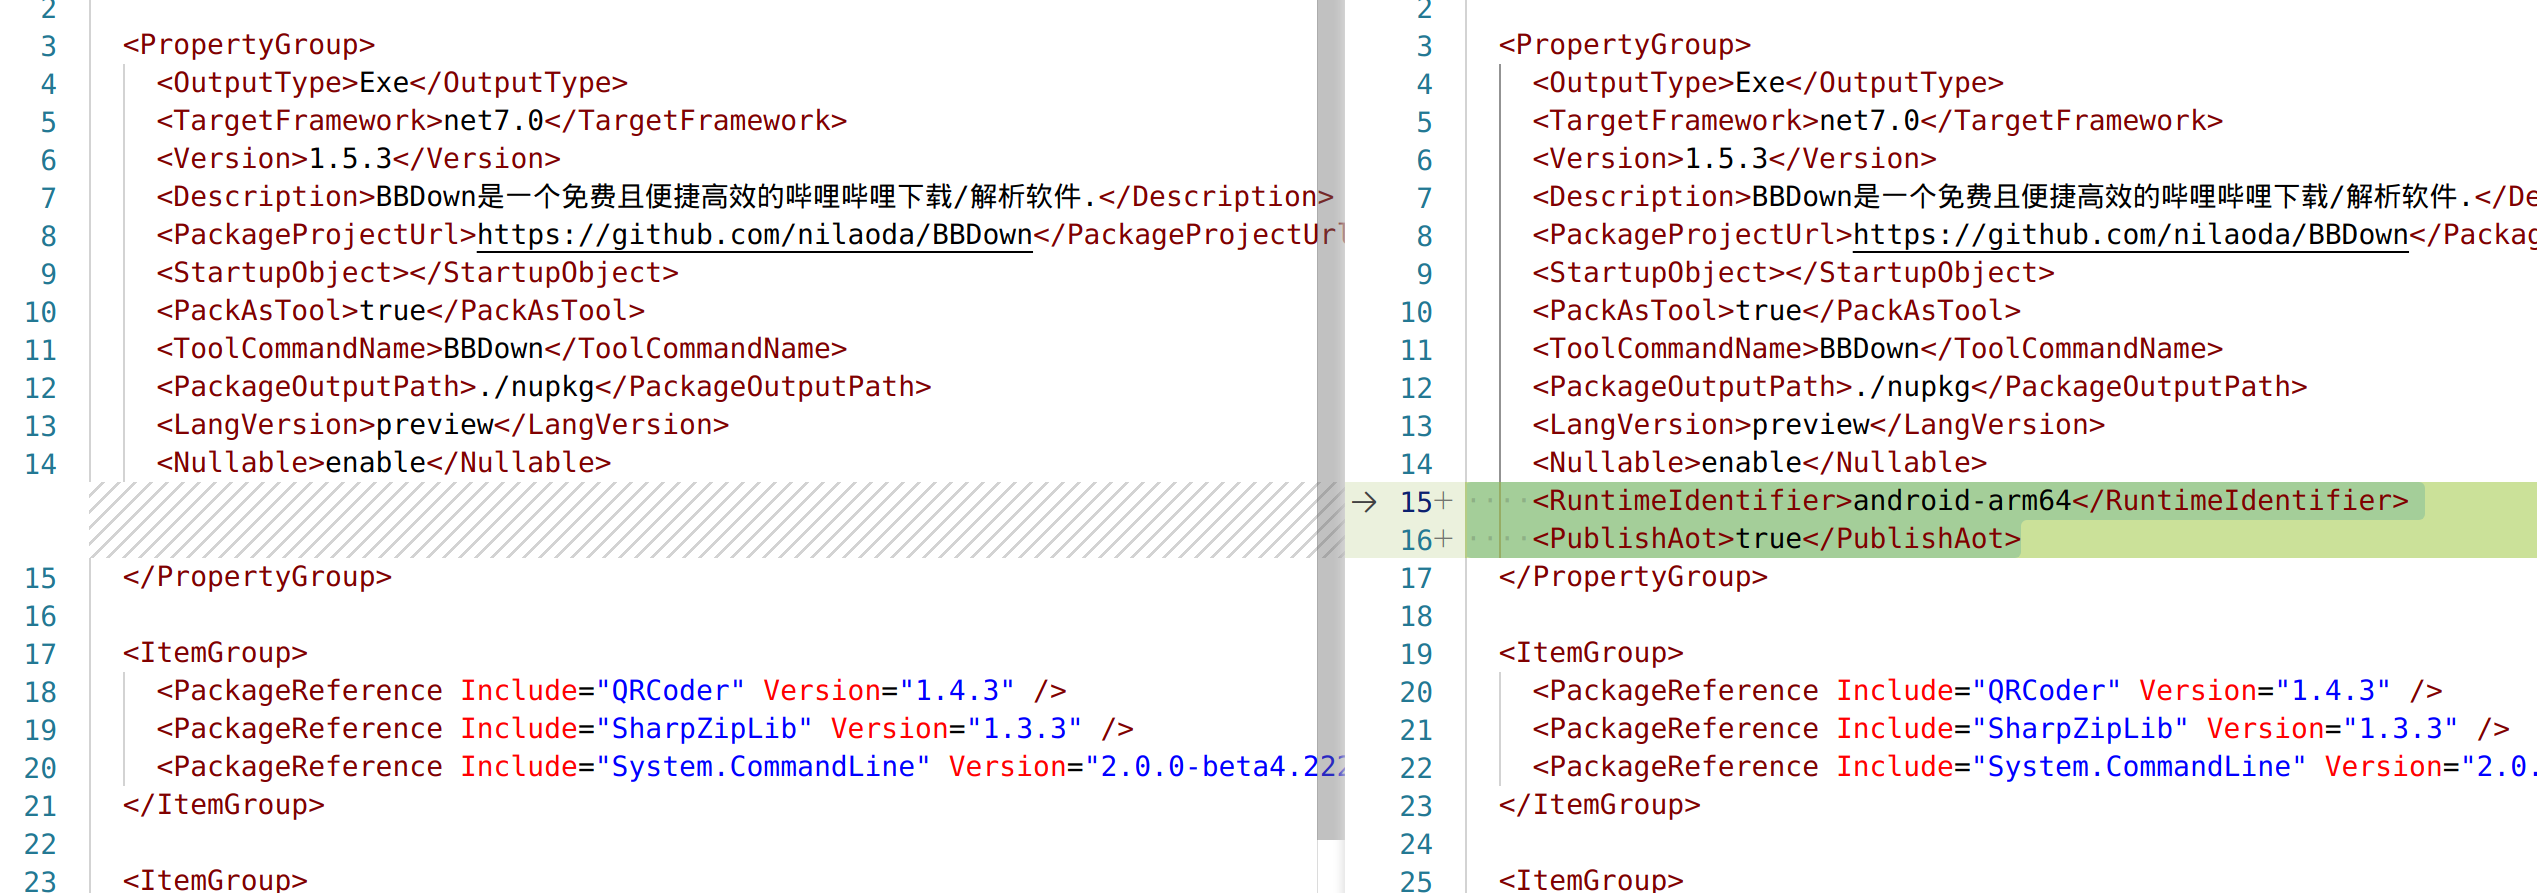 2
3 <PropertyGroup>
4 <OutputType>Exe</OutputType>
5 <TargetFramework>net7.0</TargetFramework>
6 <Version>1.5.3</Version>
7 <Description>BBDown是一个免费且便捷高效的哔哩哔哩下载/解析软件.</Description>
8 <PackageProjectUrl>https://github.com/nilaoda/BBDown</PackageProjectUrl
9 <StartupObject></StartupObject>
10 <PackAsTool>true</PackAsTool>
11 <ToolCommandName>BBDown</ToolCommandName>
12 <PackageOutputPath>./nupkg</PackageOutputPath>
13 <LangVersion>preview</LangVersion>
14 <Nullable>enable</Nullable>
15 </PropertyGroup>
16
17 <ItemGroup>
18 <PackageReference Include="QRCoder" Version="1.4.3" />
19 <PackageReference Include="SharpZipLib" Version="1.3.3" />
20 <PackageReference Include="System.CommandLine" Version="2.0.0-beta4.222
21 </ItemGroup>
22
23 <ItemGroup>
2
3 <PropertyGroup>
4 <OutputType>Exe</OutputType>
5 <TargetFramework>net7.0</TargetFramework>
6 <Version>1.5.3</Version>
7 <Description>BBDown是一个免费且便捷高效的哔哩哔哩下载/解析软件.</De
8 <PackageProjectUrl>https://github.com/nilaoda/BBDown</Packag
9 <StartupObject></StartupObject>
10 <PackAsTool>true</PackAsTool>
11 <ToolCommandName>BBDown</ToolCommandName>
12 <PackageOutputPath>./nupkg</PackageOutputPath>
13 <LangVersion>preview</LangVersion>
14 <Nullable>enable</Nullable>
→ 15+ ····<RuntimeIdentifier>android-arm64</RuntimeIdentifier>
16+ ····<PublishAot>true</PublishAot>
17 </PropertyGroup>
18
19 <ItemGroup>
20 <PackageReference Include="QRCoder" Version="1.4.3" />
21 <PackageReference Include="SharpZipLib" Version="1.3.3" />
22 <PackageReference Include="System.CommandLine" Version="2.0.
23 </ItemGroup>
24
25 <ItemGroup>